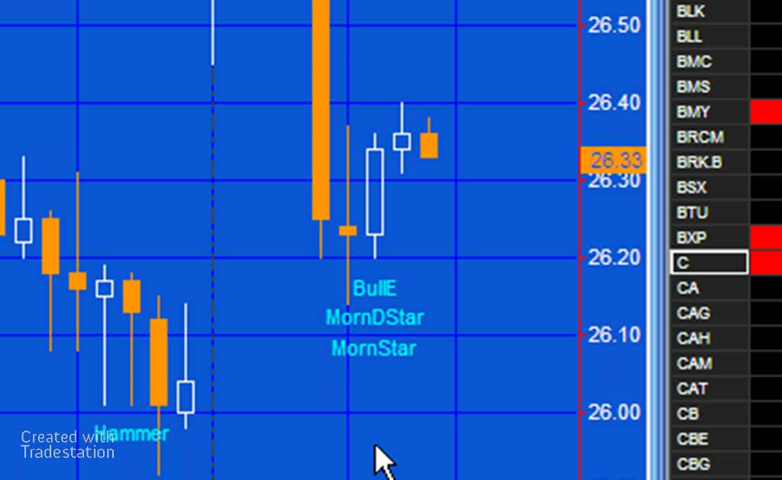 26.50
26.40
26.33
26.30
26.20
26.10
26.00
BullE
MornDStar
MornStar
Hammer
Created with
Tradestation
BLK
BLL
BMC
BMS
BMY
BRCM
BRK.B
BSX
BTU
BXP
C
CA
CAG
CAH
CAM
CAT
CB
CBE
CBG